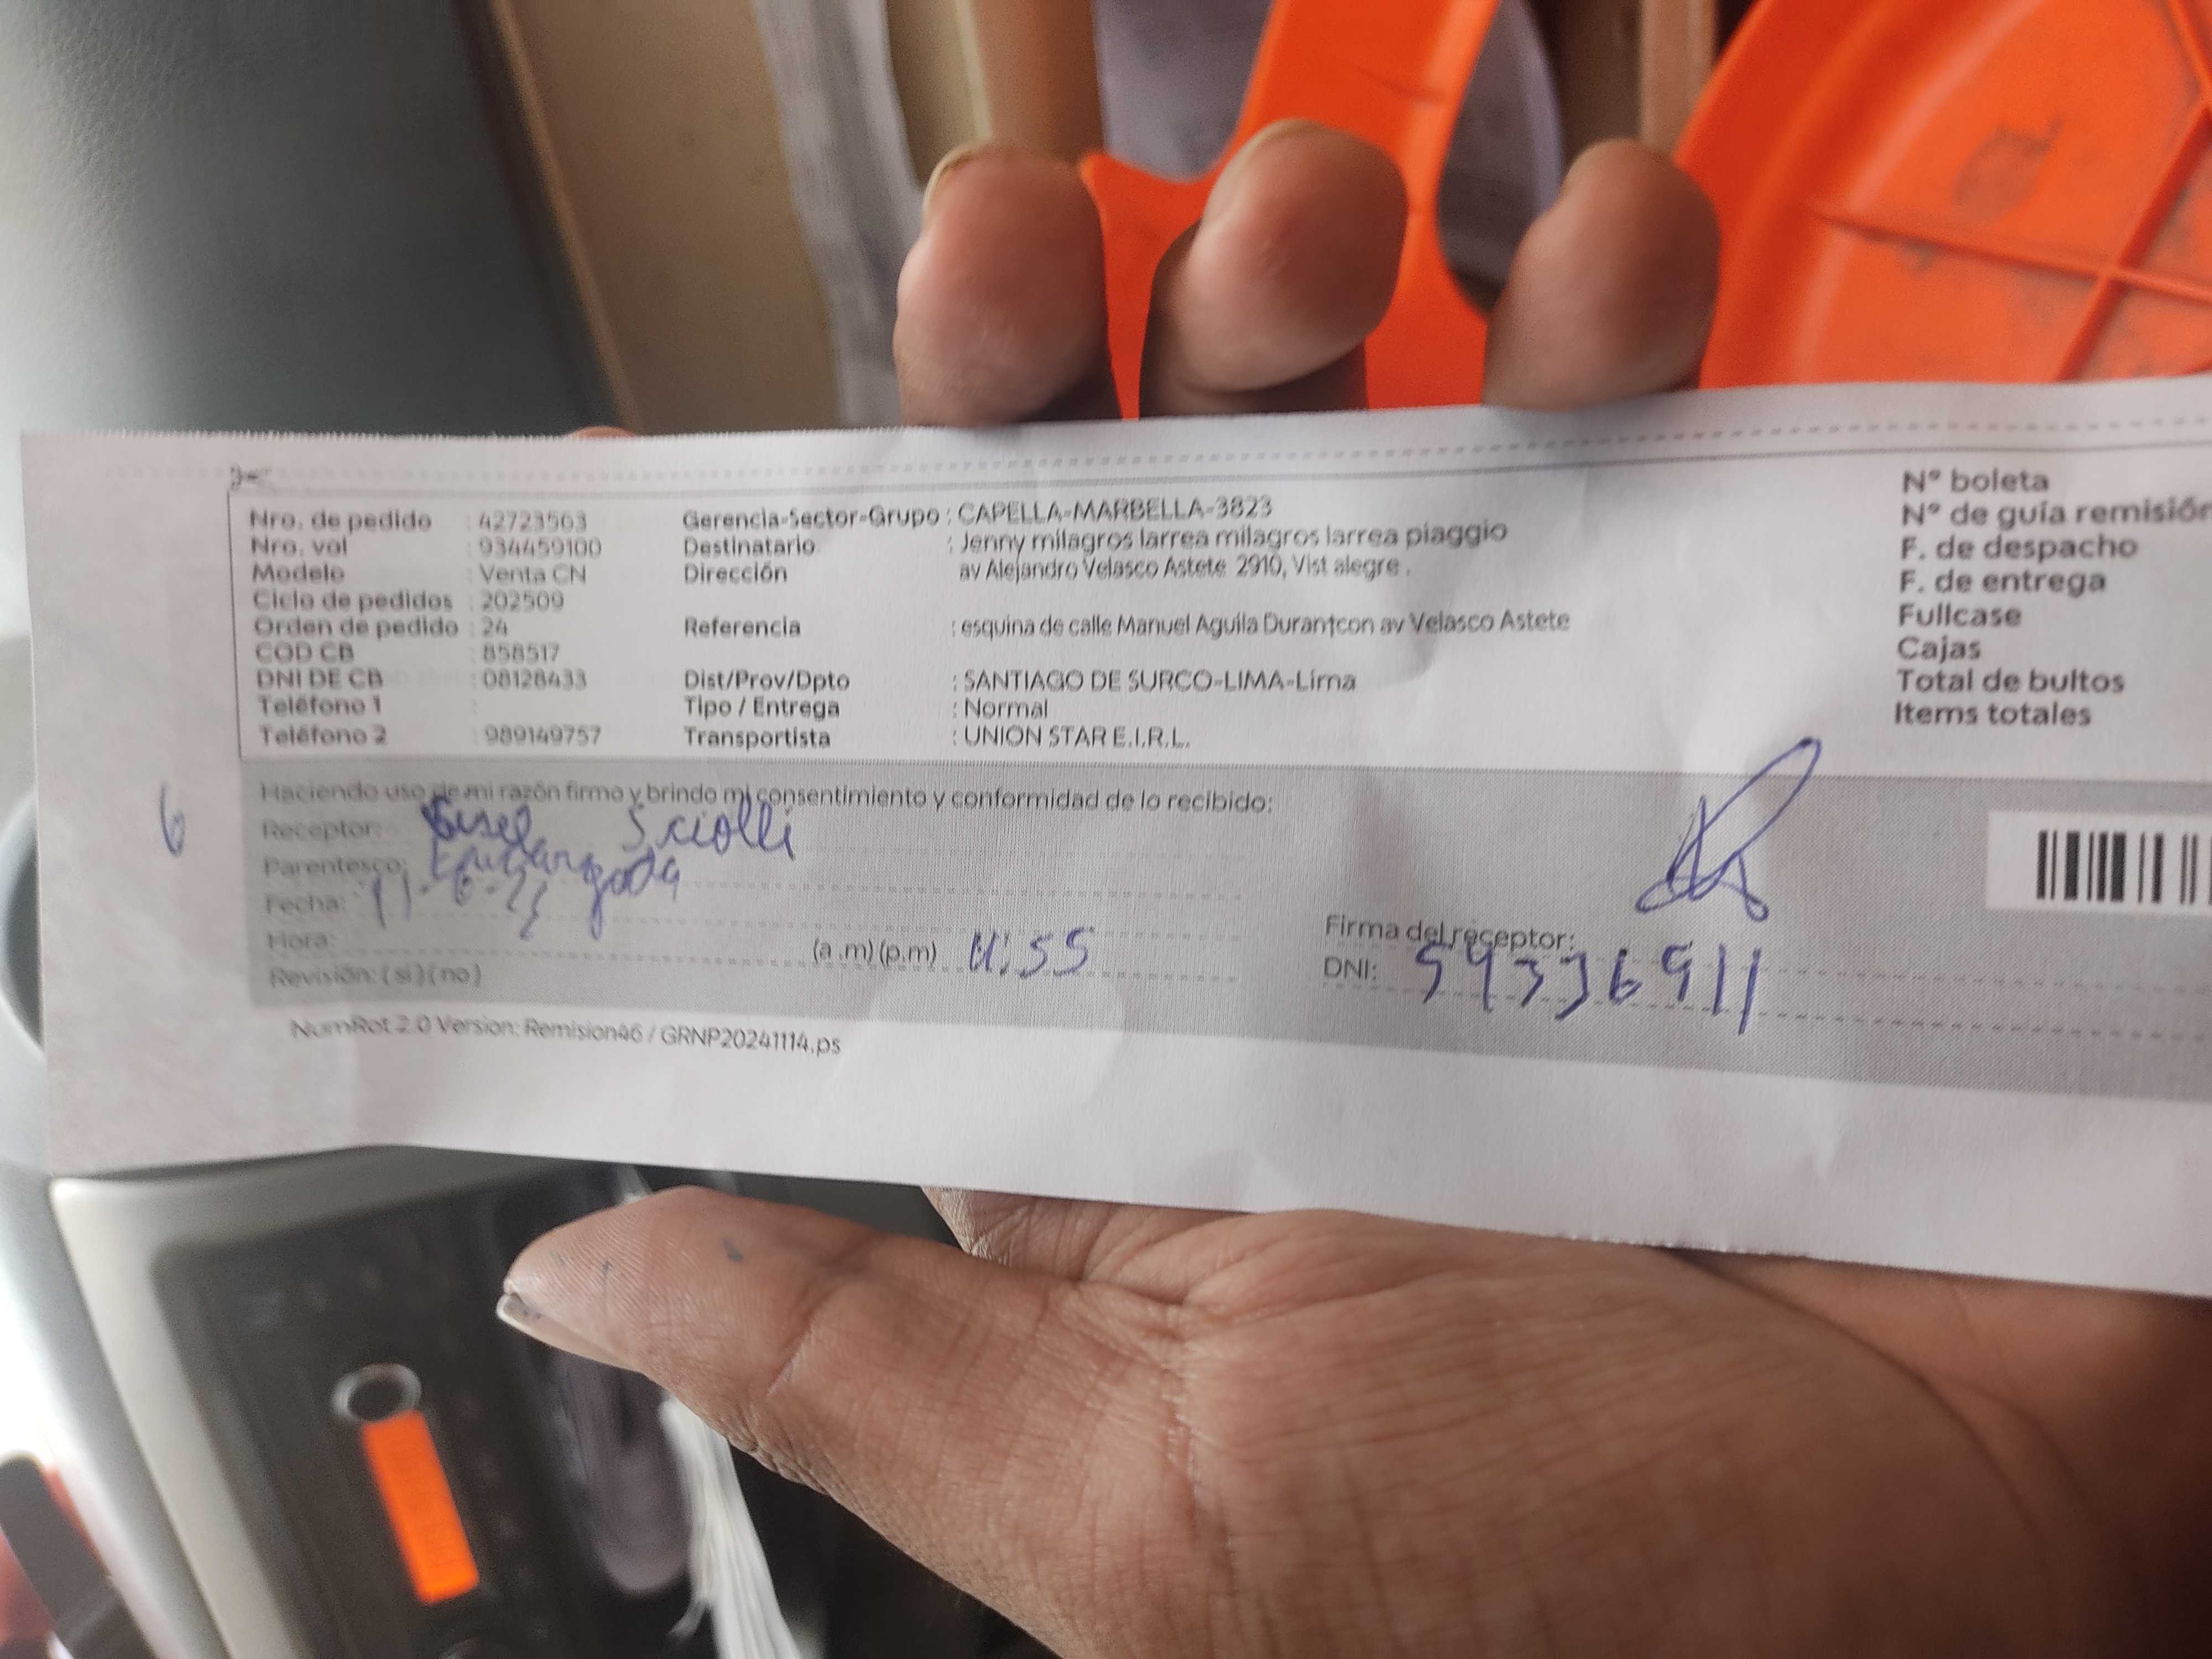 Nro. de pedido : 42723503 Gerencia-Sector-Grupo : CAPELLA-MARBELLA-3823 N° boleta
Nro. vol : 934459100 Destinatario : Jenny milagros larrea milagros larrea piaggio N° de guía remisión
Modelo : Venta CN Dirección av Alejandro Velasco Astete 2910, Vist alegre . F. de despacho
Ciclo de pedidos : 202509 F. de entrega
Orden de pedido : 24 Referencia : esquina de calle Manuel Aguila Durantcon av Velasco Astete Fullcase
COD CB : 858517 Cajas
DNI DE CB : 08128433 Dist/Prov/Dpto : SANTIAGO DE SURCO-LIMA-Lima Total de bultos
Teléfono 1 : Tipo / Entrega : Normal Items totales
Teléfono 2 : 989149757 Transportista : UNION STAR E.I.R.L.
Haciendo uso de mi razón firmo y brindo mi consentimiento y conformidad de lo recibido:
6
Receptor:
Parentesco:
Fecha:
Hora: (a.m) (p.m) 11:55 Firma del receptor:
Revisión: ( si ) ( no ) DNI: 59336911
NumRot 2.0 Version: Remision46 / GRNP20241114.ps